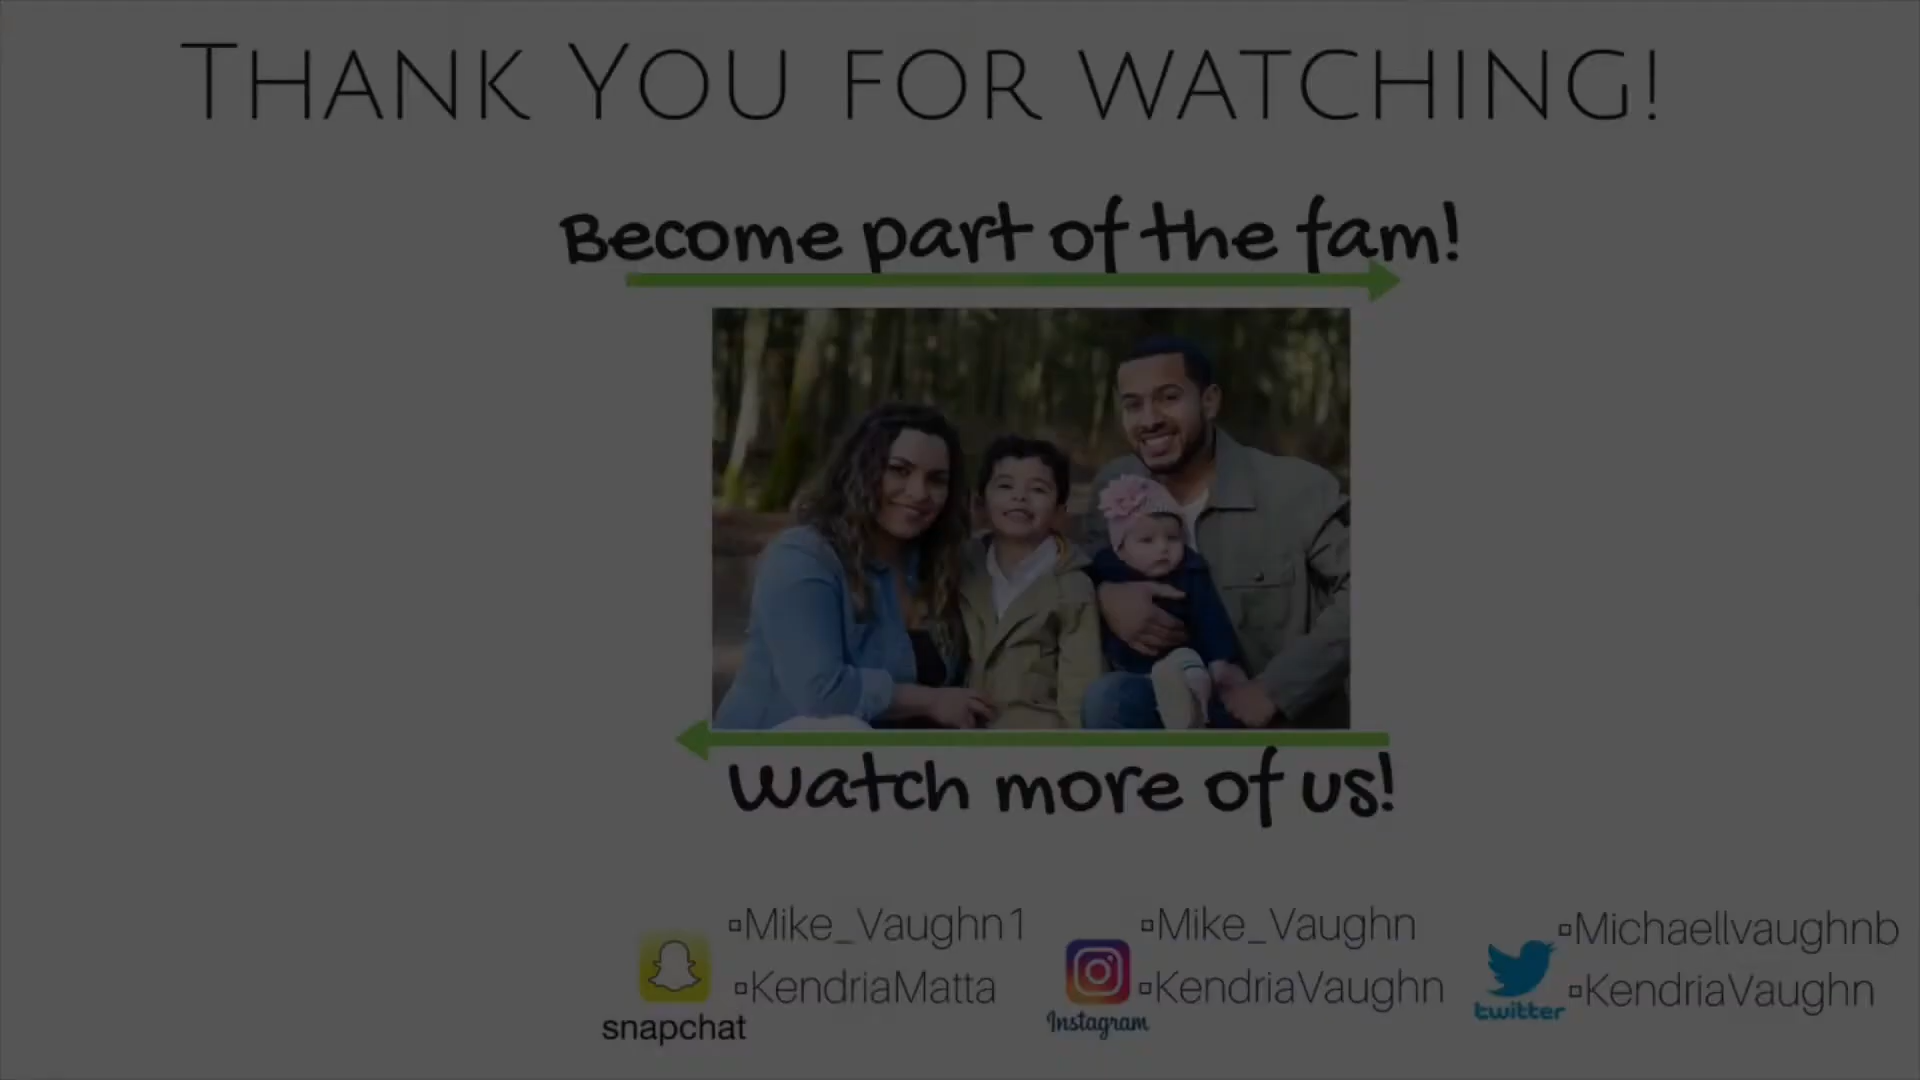 THANK YOU FOR WATCHING!
Become part of the fam!
Watch more of us!
▫Mike_Vaughn1
▫KendriaMatta
snapchat
▫Mike_Vaughn
▫KendriaVaughn
Instagram
▫Michaellvaughnb
▫KendriaVaughn
twitter